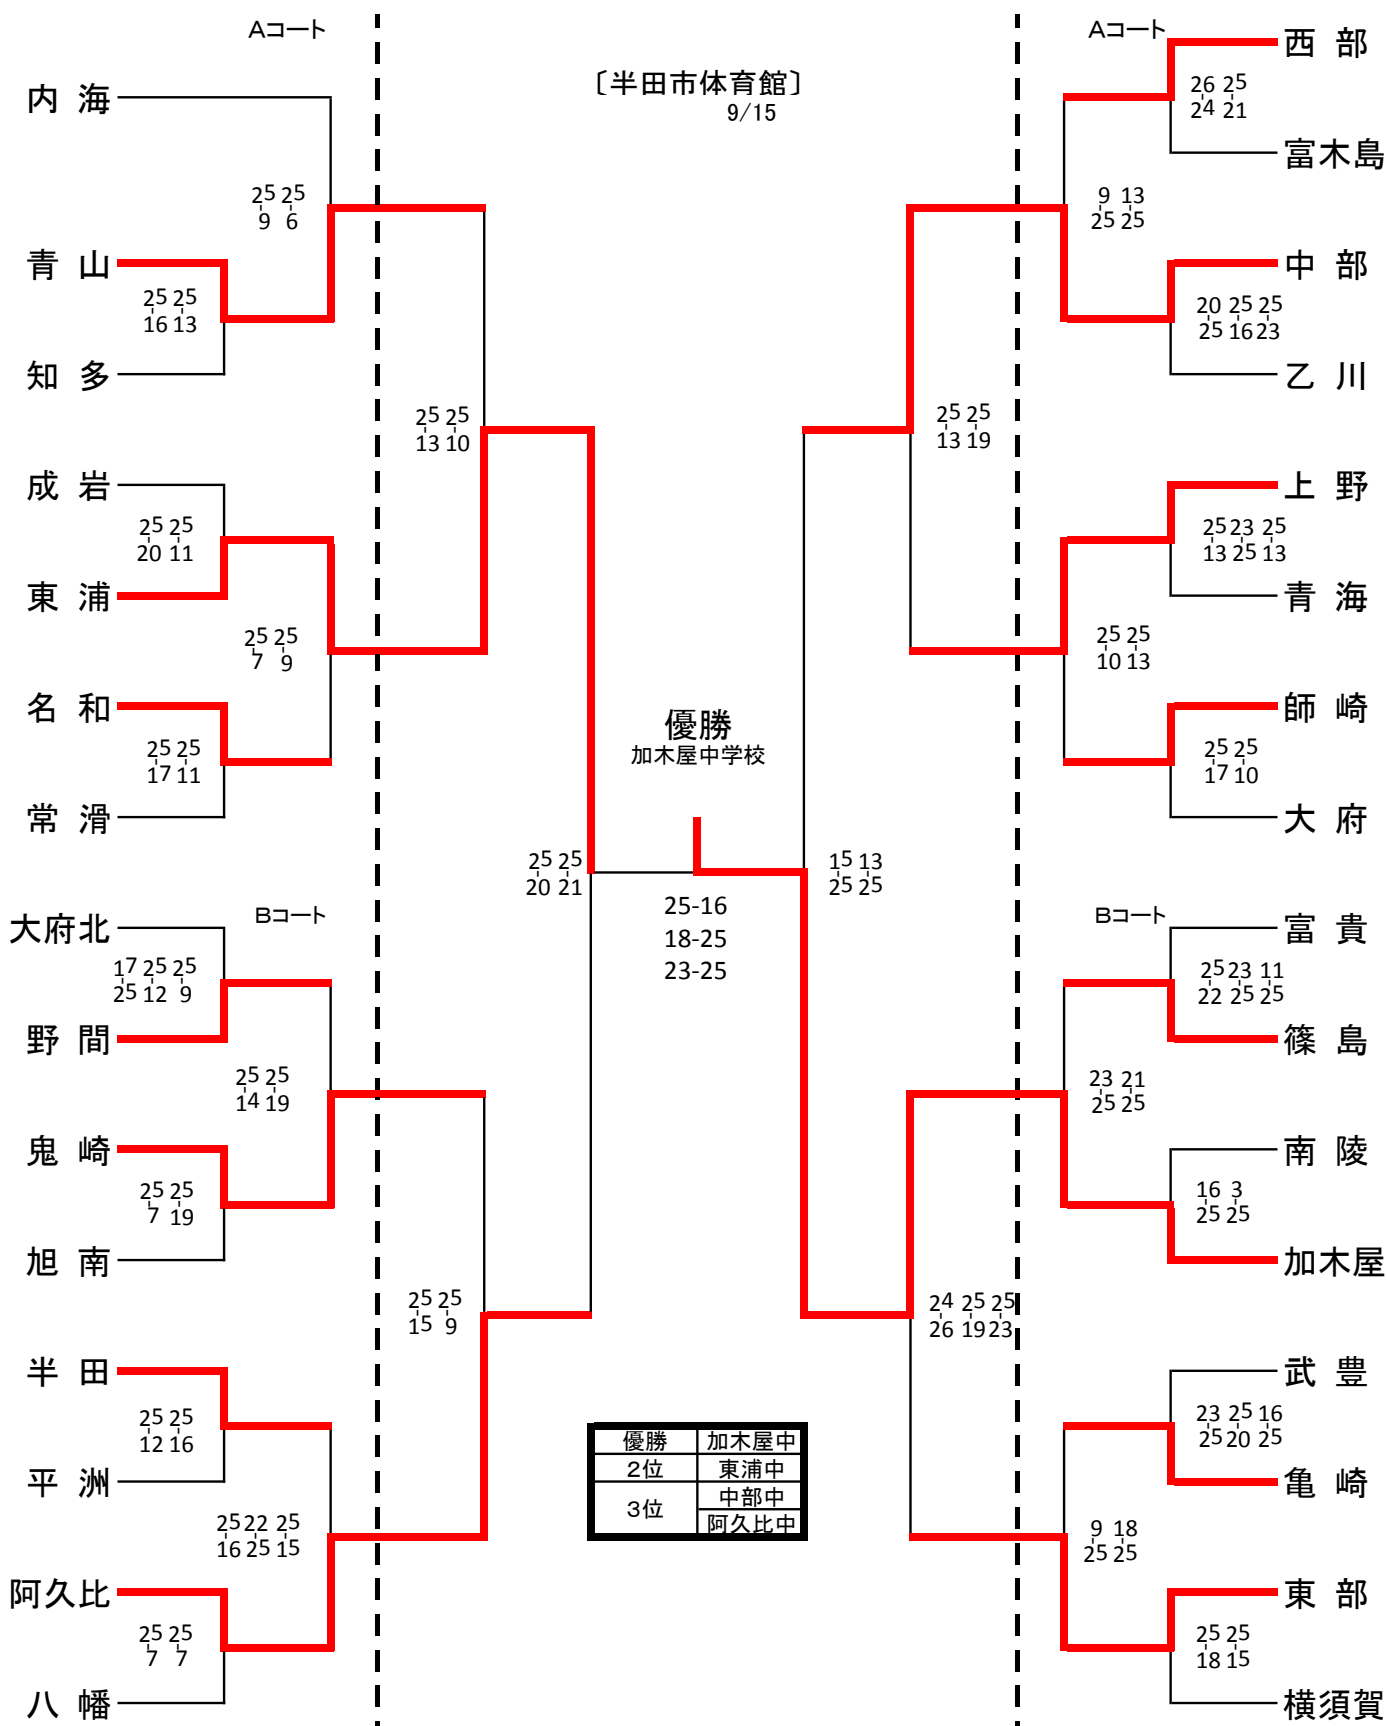 Aコート
Aコート
〔半田市体育館〕
9/15
内 海
25 25
9 6
青 山
25 25
16 13
知 多
25 25
13 10
成 岩
25 25
20 11
東 浦
25 25
7 9
名 和
25 25
17 11
常 滑
25 25
20 21
大府北
Bコート
17 25 25
25 12 9
野 間
25 25
14 19
鬼 崎
25 25
7 19
旭 南
25 25
15 9
半 田
25 25
12 16
平 洲
25 22 25
16 25 15
阿久比
25 25
7 7
八 幡
優勝
加木屋中学校
25-16
18-25
23-25
優勝 加木屋中
2位 東浦中
3位 中部中
阿久比中
西 部
26 25
24 21
富木島
9 13
25 25
中 部
20 25 25
25 16 23
乙 川
25 25
13 19
上 野
25 23 25
13 25 13
青 海
25 25
10 13
師 崎
25 25
17 10
大 府
15 13
25 25
Bコート
富 貴
25 23 11
22 25 25
篠 島
23 21
25 25
南 陵
16 3
25 25
加木屋
24 25 25
26 19 23
武 豊
23 25 16
25 20 25
亀 崎
9 18
25 25
東 部
25 25
18 15
横須賀